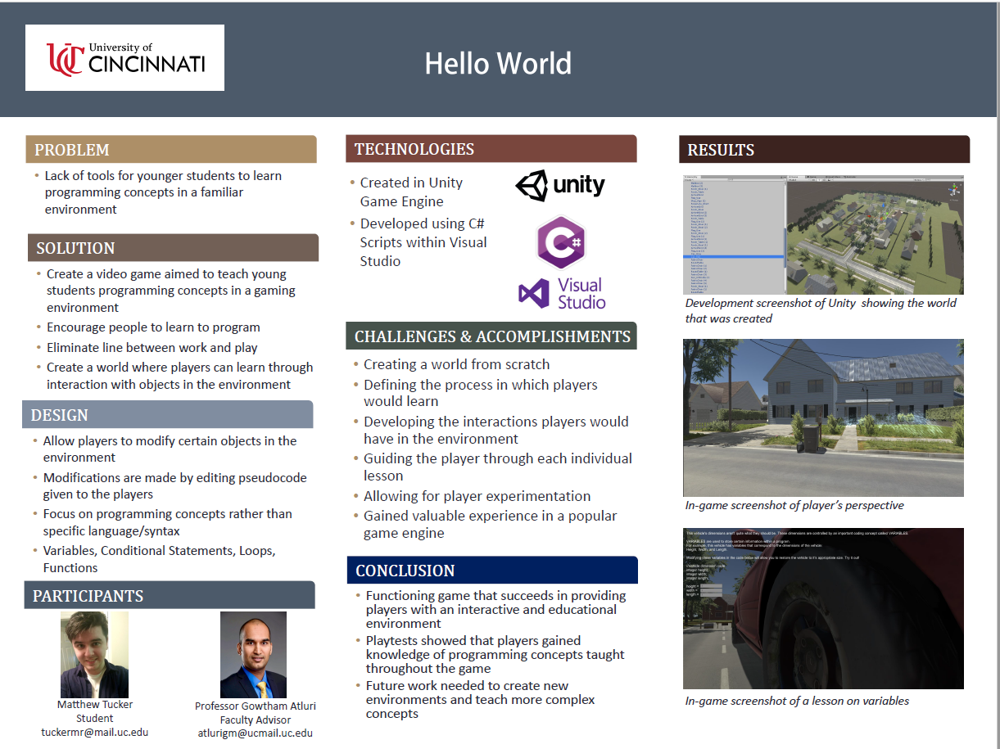 University of
CINCINNATI
Hello World
PROBLEM
• Lack of tools for younger students to learn
programming concepts in a familiar
environment
SOLUTION
• Create a video game aimed to teach young
students programming concepts in a gaming
environment
• Encourage people to learn to program
• Eliminate line between work and play
• Create a world where players can learn through
interaction with objects in the environment
DESIGN
• Allow players to modify certain objects in the
environment
• Modifications are made by editing pseudocode
given to the players
• Focus on programming concepts rather than
specific language/syntax
• Variables, Conditional Statements, Loops,
Functions
PARTICIPANTS
Matthew Tucker
Student
tuckermr@mail.uc.edu
Professor Gowtham Atluri
Faculty Advisor
atlurigm@ucmail.uc.edu
TECHNOLOGIES
• Created in Unity
Game Engine
• Developed using C#
Scripts within Visual
Studio
unity
C#
Visual
Studio
CHALLENGES & ACCOMPLISHMENTS
• Creating a world from scratch
• Defining the process in which players
would learn
• Developing the interactions players would
have in the environment
• Guiding the player through each individual
lesson
• Allowing for player experimentation
• Gained valuable experience in a popular
game engine
CONCLUSION
• Functioning game that succeeds in providing
players with an interactive and educational
environment
• Playtests showed that players gained
knowledge of programming concepts taught
throughout the game
• Future work needed to create new
environments and teach more complex
concepts
RESULTS
Development screenshot of Unity showing the world
that was created
In-game screenshot of player's perspective
The vehicle's dimensions aren't quite what they should be. These dimensions are controlled by an important coding concept called VARIABLES.
VARIABLES are used to store certain information within a program.
For example, this vehicle has variables that correspond to the dimensions of the vehicle:
Height, Width, and Length.
Modifying these variables in the code below will allow you to restore the vehicle to it's appropriate size. Try it out!
//Vehicle dimension code
integer height;
integer width;
integer length;
height =
width =
length =
In-game screenshot of a lesson on variables